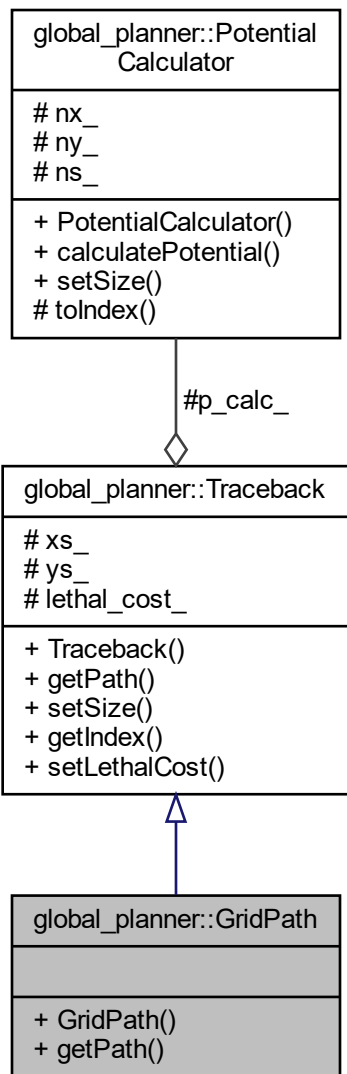 global_planner::Potential
Calculator
# nx_
# ny_
# ns_
+ PotentialCalculator()
+ calculatePotential()
+ setSize()
# toIndex()
#p_calc_
global_planner::Traceback
# xs_
# ys_
# lethal_cost_
+ Traceback()
+ getPath()
+ setSize()
+ getIndex()
+ setLethalCost()
global_planner::GridPath
+ GridPath()
+ getPath()